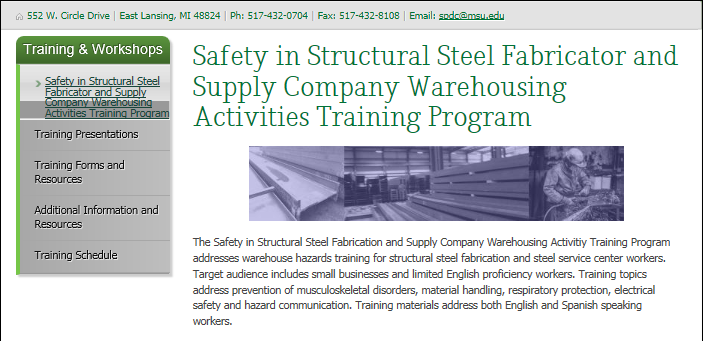 552 W. Circle Drive | East Lansing, MI 48824 | Ph: 517-432-0704 | Fax: 517-432-8108 | Email: spdc@msu.edu
Training & Workshops
Safety in Structural Steel
Fabricator and Supply
Company Warehousing
Activities Training Program
Training Presentations
Training Forms and
Resources
Additional Information and
Resources
Training Schedule
Safety in Structural Steel Fabricator and
Supply Company Warehousing
Activities Training Program
The Safety in Structural Steel Fabrication and Supply Company Warehousing Activitiy Training Program
addresses warehouse hazards training for structural steel fabrication and steel service center workers.
Target audience includes small businesses and limited English proficiency workers. Training topics
address prevention of musculoskeletal disorders, material handling, respiratory protection, electrical
safety and hazard communication. Training materials address both English and Spanish speaking
workers.